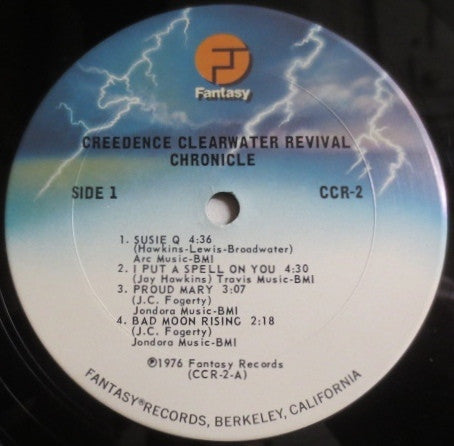 Fantasy
CREEDENCE CLEARWATER REVIVAL
CHRONICLE
SIDE 1
CCR-2
1. SUSIE Q 4:36
(Hawkins-Lewis-Broadwater)
Arc Music-BMI
2. I PUT A SPELL ON YOU 4:30
(Jay Hawkins) Travis Music-BMI
3. PROUD MARY 3:07
(J.C. Fogerty)
Jondora Music-BMI
4. BAD MOON RISING 2:18
(J.C. Fogerty)
Jondora Music-BMI
℗1976 Fantasy Records
(CCR-2-A)
FANTASY® RECORDS, BERKELEY, CALIFORNIA